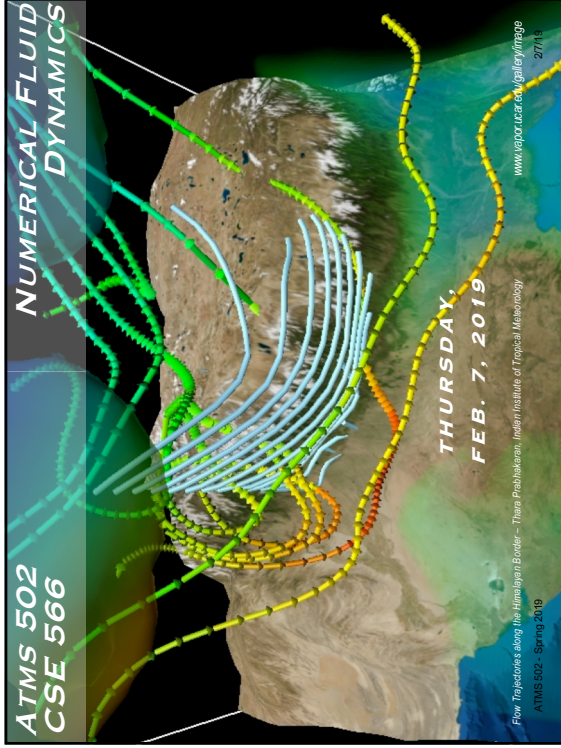 ATMS 502
CSE 566
NUMERICAL FLUID
DYNAMICS
THURSDAY,
FEB. 7, 2019
Flow Trajectories along the Himalayan Border – Thara Prabhakaran, Indian Institute of Tropical Meteorology
www.vapor.ucar.edu/gallery/image
ATMS 502 - Spring 2019
2/7/19